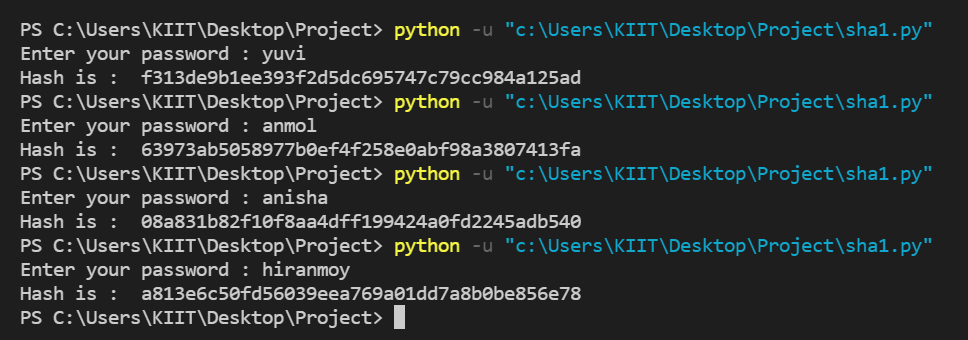 PS C:\Users\KIIT\Desktop\Project> python -u "c:\Users\KIIT\Desktop\Project\sha1.py"
Enter your password : yuvi
Hash is :  f313de9b1ee393f2d5dc695747c79cc984a125ad
PS C:\Users\KIIT\Desktop\Project> python -u "c:\Users\KIIT\Desktop\Project\sha1.py"
Enter your password : anmol
Hash is :  63973ab5058977b0ef4f258e0abf98a3807413fa
PS C:\Users\KIIT\Desktop\Project> python -u "c:\Users\KIIT\Desktop\Project\sha1.py"
Enter your password : anisha
Hash is :  08a831b82f10f8aa4dff199424a0fd2245adb540
PS C:\Users\KIIT\Desktop\Project> python -u "c:\Users\KIIT\Desktop\Project\sha1.py"
Enter your password : hiranmoy
Hash is :  a813e6c50fd56039eea769a01dd7a8b0be856e78
PS C:\Users\KIIT\Desktop\Project>